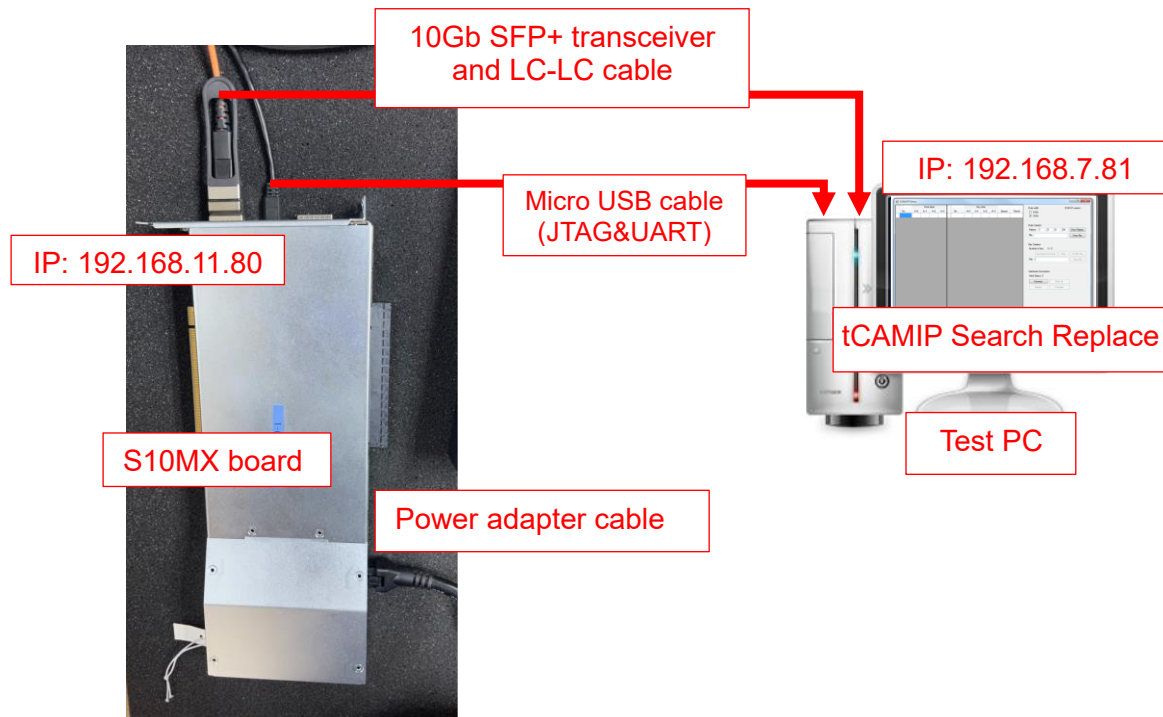 10Gb SFP+ transceiver
and LC-LC cable
IP: 192.168.7.81
Micro USB cable
(JTAG&UART)
IP: 192.168.11.80
tCAMIP Search Replace
Test PC
S10MX board
Power adapter cable